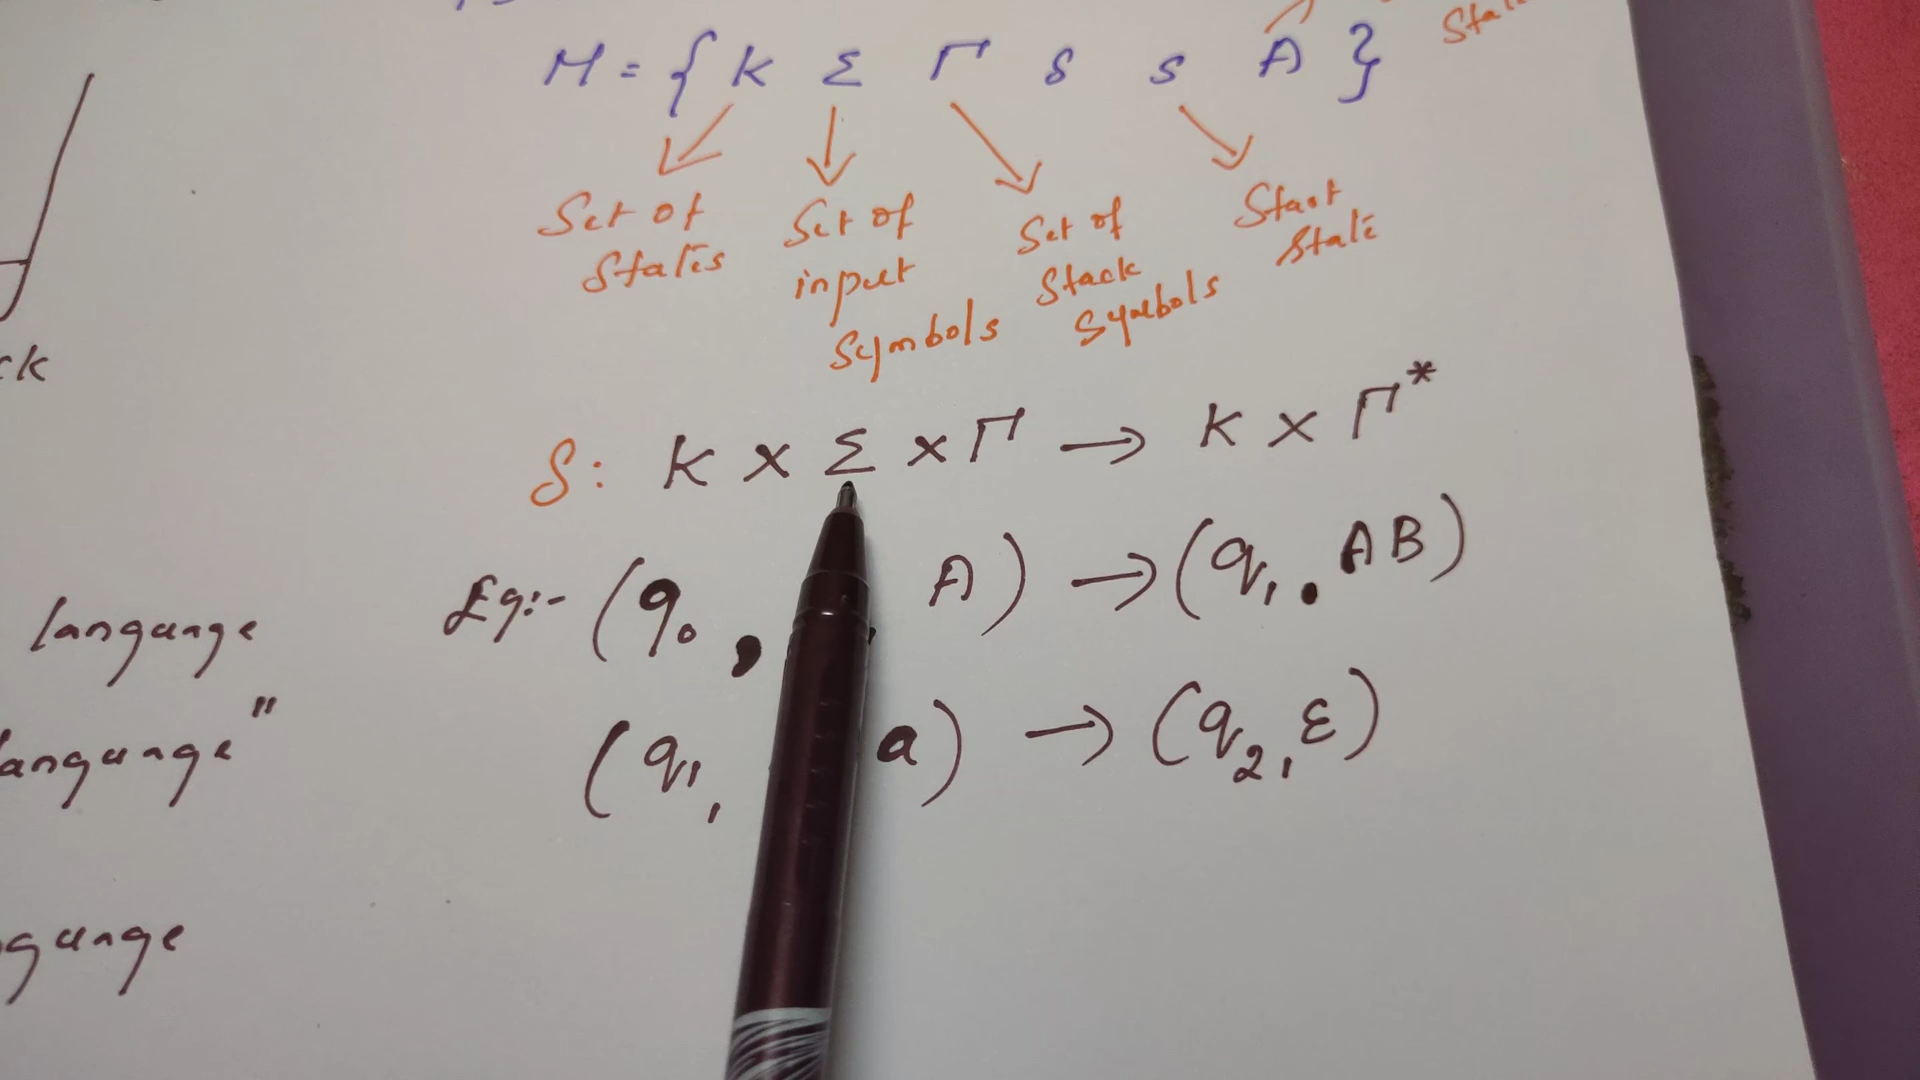 M = { K Σ Γ δ s A }
State
Set of states
Set of input symbols
Set of stack symbols
Start state
ck
δ: K × Σ × Γ → K × Γ*
Eg:- (q₀, , A) → (q₁, AB)
(q₁, a) → (q₂, ε)
language
language"
guage